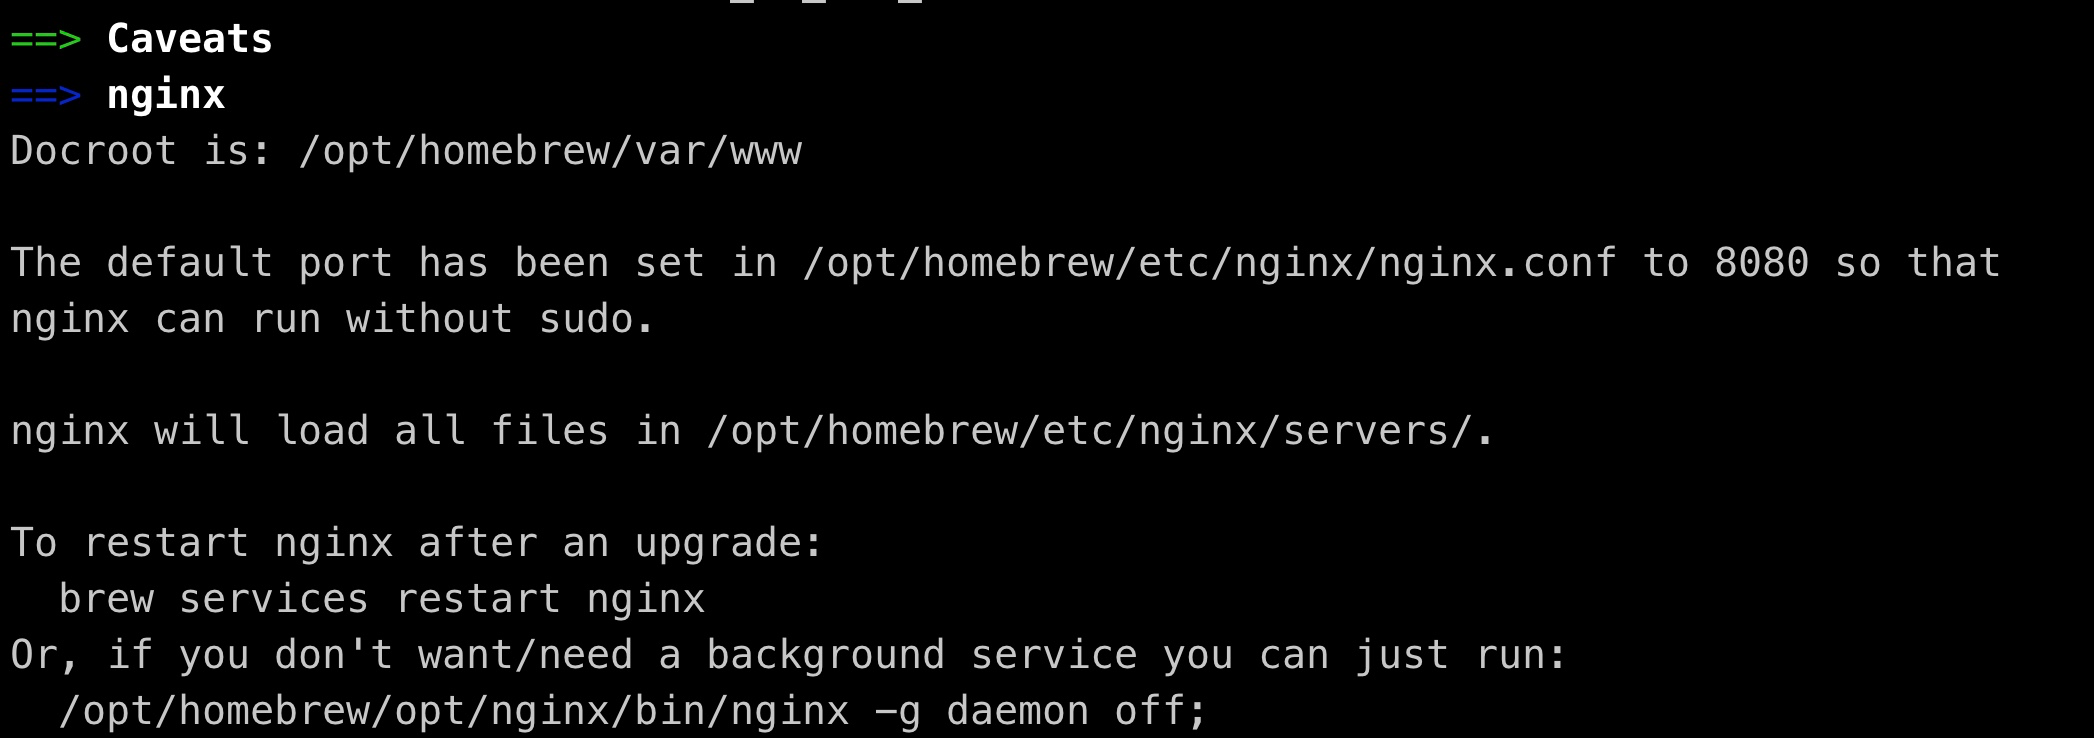 ==> Caveats
==> nginx
Docroot is: /opt/homebrew/var/www
The default port has been set in /opt/homebrew/etc/nginx/nginx.conf to 8080 so that
nginx can run without sudo.
nginx will load all files in /opt/homebrew/etc/nginx/servers/.
To restart nginx after an upgrade:
  brew services restart nginx
Or, if you don't want/need a background service you can just run:
  /opt/homebrew/opt/nginx/bin/nginx -g daemon off;